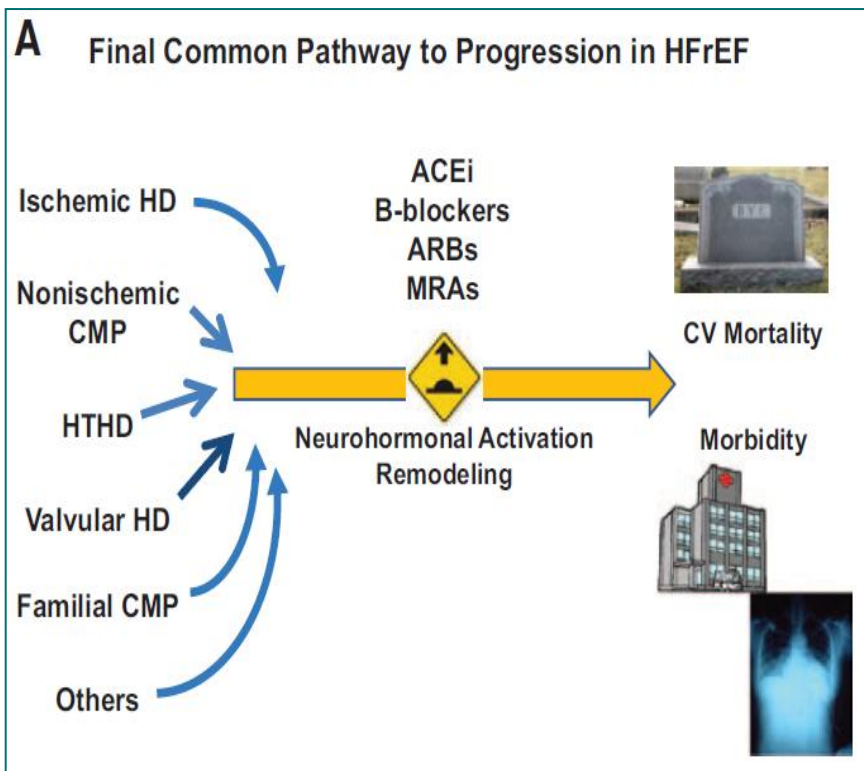 A
Final Common Pathway to Progression in HFrEF
Ischemic HD
Nonischemic
CMP
HTHD
Valvular HD
Familial CMP
Others
ACEi
B-blockers
ARBs
MRAs
Neurohormonal Activation
Remodeling
CV Mortality
Morbidity